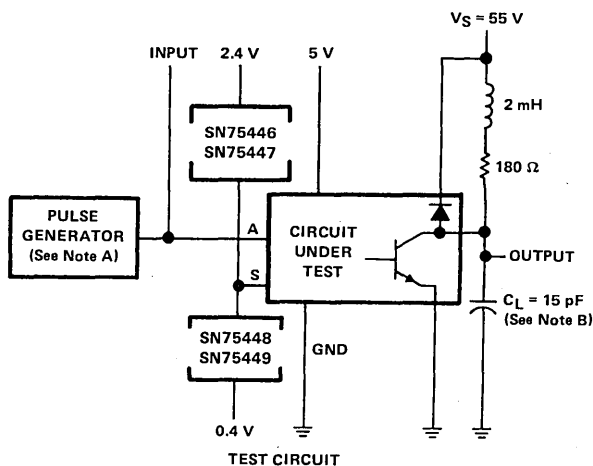 VS = 55 V
INPUT
2.4 V
5 V
2 mH
SN75446
SN75447
180 Ω
PULSE
GENERATOR
(See Note A)
A
CIRCUIT
UNDER
TEST
S
OUTPUT
CL = 15 pF
(See Note B)
SN75448
SN75449
GND
0.4 V
TEST CIRCUIT